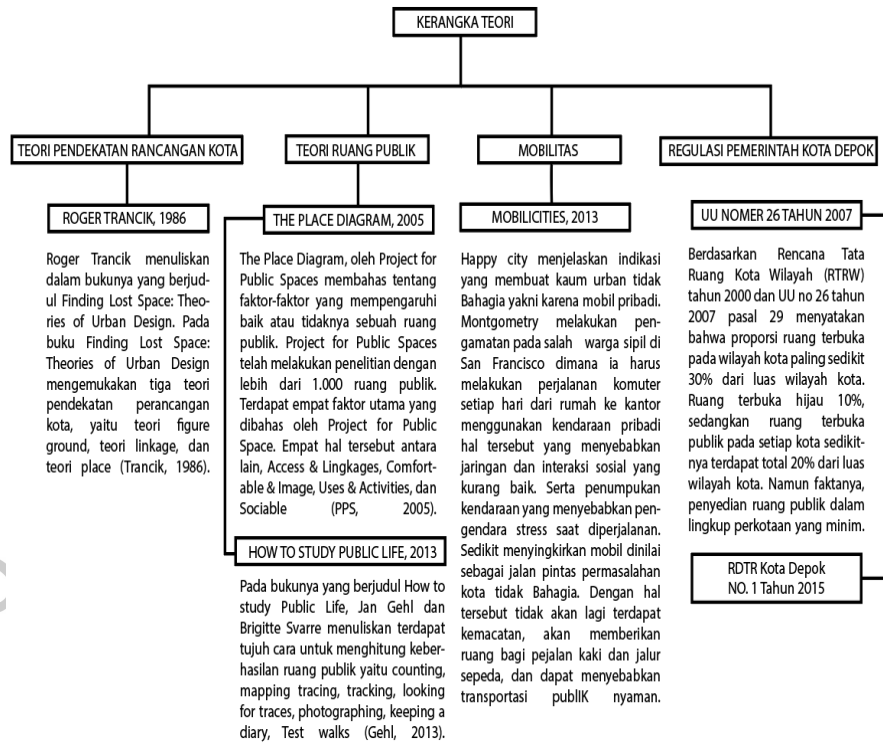 KERANGKA TEORI
TEORI PENDEKATAN RANCANGAN KOTA
ROGER TRANCIK, 1986
Roger Trancik menuliskan
dalam bukunya yang berjud-
ul Finding Lost Space: Theo-
ries of Urban Design. Pada
buku Finding Lost Space:
Theories of Urban Design
mengemukakan tiga teori
pendekatan perancangan
kota, yaitu teori figure
ground, teori linkage, dan
teori place (Trancik, 1986).
TEORI RUANG PUBLIK
THE PLACE DIAGRAM, 2005
The Place Diagram, oleh Project for
Public Spaces membahas tentang
faktor-faktor yang mempengaruhi
baik atau tidaknya sebuah ruang
publik. Project for Public Spaces
telah melakukan penelitian dengan
lebih dari 1.000 ruang publik.
Terdapat empat faktor utama yang
dibahas oleh Project for Public
Space. Empat hal tersebut antara
lain, Access & Lingkages, Comfort-
able & Image, Uses & Activities, dan
Sociable (PPS, 2005).
HOW TO STUDY PUBLIC LIFE, 2013
Pada bukunya yang berjudul How to
study Public Life, Jan Gehl dan
Brigitte Svarre menuliskan terdapat
tujuh cara untuk menghitung keber-
hasilan ruang publik yaitu counting,
mapping tracing, tracking, looking
for traces, photographing, keeping a
diary, Test walks (Gehl, 2013).
MOBILITAS
MOBILICITIES, 2013
Happy city menjelaskan indikasi
yang membuat kaum urban tidak
Bahagia yakni karena mobil pribadi.
Montgometry melakukan pen-
gamatan pada salah warga sipil di
San Francisco dimana ia harus
melakukan perjalanan komuter
setiap hari dari rumah ke kantor
menggunakan kendaraan pribadi
hal tersebut yang menyebabkan
jaringan dan interaksi sosial yang
kurang baik. Serta penumpukan
kendaraan yang menyebabkan pen-
gendara stress saat diperjalanan.
Sedikit menyingkirkan mobil dinilai
sebagai jalan pintas permasalahan
kota tidak Bahagia. Dengan hal
tersebut tidak akan lagi terdapat
kemacatan, akan memberikan
ruang bagi pejalan kaki dan jalur
sepeda, dan dapat menyebabkan
transportasi publIK nyaman.
REGULASI PEMERINTAH KOTA DEPOK
UU NOMER 26 TAHUN 2007
Berdasarkan Rencana Tata
Ruang Kota Wilayah (RTRW)
tahun 2000 dan UU no 26 tahun
2007 pasal 29 menyatakan
bahwa proporsi ruang terbuka
pada wilayah kota paling sedikit
30% dari luas wilayah kota.
Ruang terbuka hijau 10%,
sedangkan ruang terbuka
publik pada setiap kota sedikit-
nya terdapat total 20% dari luas
wilayah kota. Namun faktanya,
penyedian ruang publik dalam
lingkup perkotaan yang minim.
RDTR Kota Depok
NO. 1 Tahun 2015